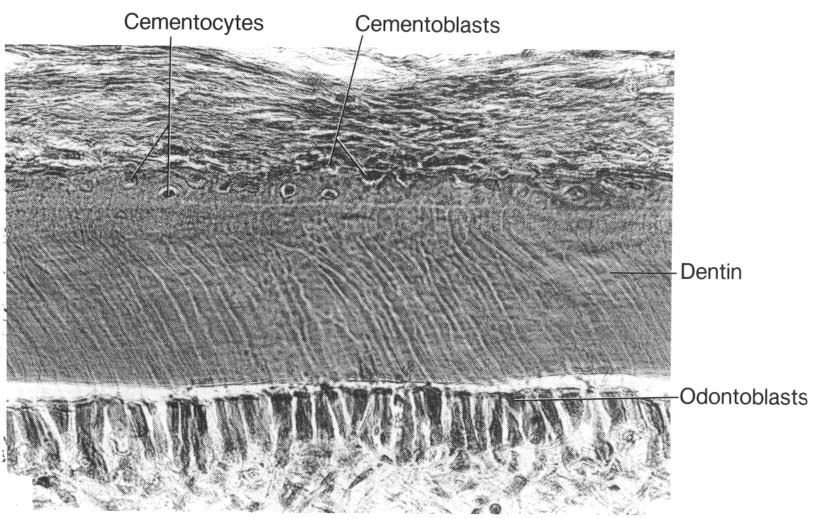 Cementocytes
Cementoblasts
Dentin
Odontoblasts